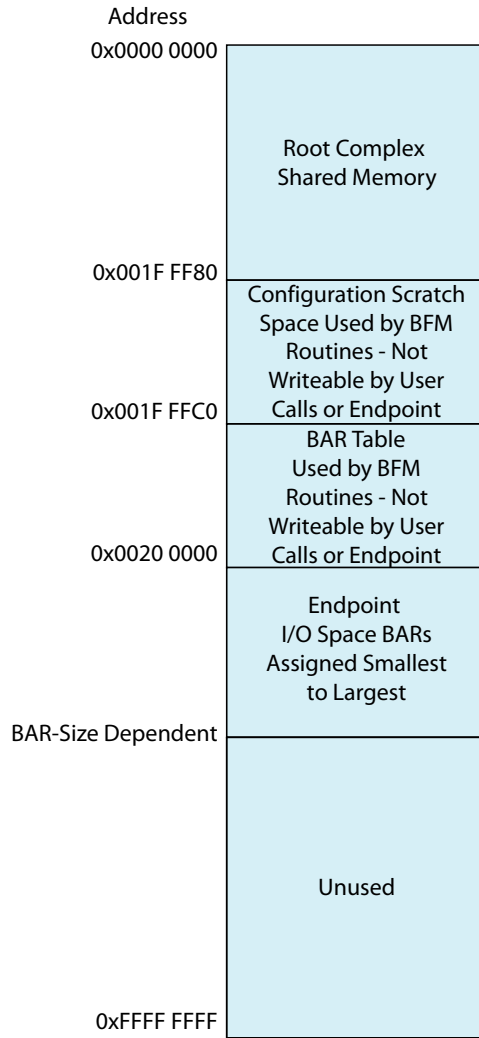 Address
0x0000 0000
Root Complex
Shared Memory
0x001F FF80
Configuration Scratch
Space Used by BFM
Routines - Not
Writeable by User
Calls or Endpoint
0x001F FFC0
BAR Table
Used by BFM
Routines - Not
Writeable by User
Calls or Endpoint
0x0020 0000
Endpoint
I/O Space BARs
Assigned Smallest
to Largest
BAR-Size Dependent
Unused
0xFFFF FFFF